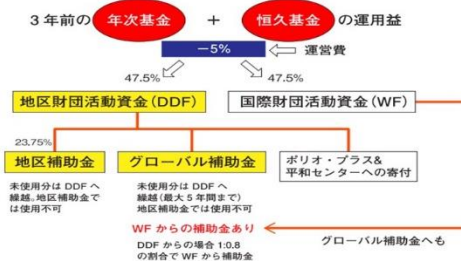 3年前の 年次基金 + 恒久基金 の運用益
−5% 運営費
47.5% 47.5%
地区財団活動資金(DDF) 国際財団活動資金(WF)
23.75%
地区補助金 グローバル補助金 ポリオ・プラス&
平和センターへの寄付
未使用分は DDF へ
繰越。地区補助金で
は使用不可
未使用分は DDF へ
繰越(最大5年間まで)
地区補助金では使用不可
WF からの補助金あり
グローバル補助金へも
DDF からの場合 1:0.8
の割合で WF から補助金